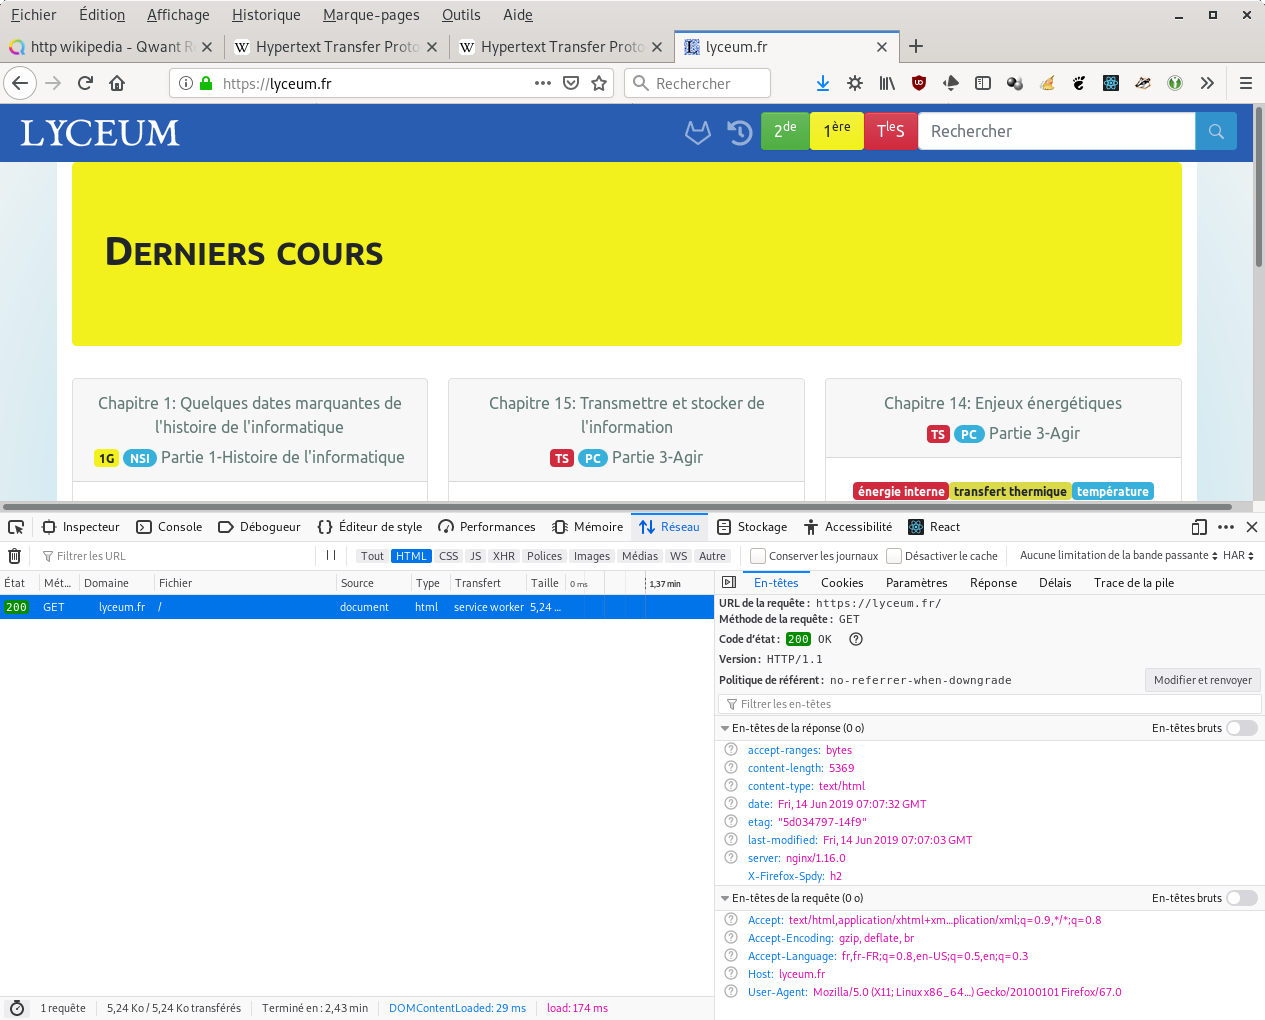 Fichier Édition Affichage Historique Marque-pages Outils Aide
http wikipedia - Qwant R Hypertext Transfer Proto Hypertext Transfer Proto lyceum.fr
https://lyceum.fr Rechercher
LYCEUM 2de 1ère TleS Rechercher
Derniers cours
Chapitre 1: Quelques dates marquantes de l'histoire de l'informatique
1G NSI Partie 1-Histoire de l'informatique
Chapitre 15: Transmettre et stocker de l'information
TS PC Partie 3-Agir
Chapitre 14: Enjeux énergétiques
TS PC Partie 3-Agir
énergie interne transfert thermique température
Inspecteur Console Débogueur Éditeur de style Performances Mémoire Réseau Stockage Accessibilité React
Filtrer les URL Tout HTML CSS JS XHR Polices Images Médias WS Autre Conserver les journaux Désactiver le cache Aucune limitation de la bande passante HAR
État Mét... Domaine Fichier Source Type Transfert Taille 0 ms 1,37 min
200 GET lyceum.fr / document html service worker 5,24 ...
En-têtes Cookies Paramètres Réponse Délais Trace de la pile
URL de la requête : https://lyceum.fr/
Méthode de la requête : GET
Code d'état : 200 OK
Version : HTTP/1.1
Politique de référent : no-referrer-when-downgrade Modifier et renvoyer
Filtrer les en-têtes
En-têtes de la réponse (0 o) En-têtes bruts
accept-ranges: bytes
content-length: 5369
content-type: text/html
date: Fri, 14 Jun 2019 07:07:32 GMT
etag: "5d034797-14f9"
last-modified: Fri, 14 Jun 2019 07:07:03 GMT
server: nginx/1.16.0
X-Firefox-Spdy: h2
En-têtes de la requête (0 o) En-têtes bruts
Accept: text/html,application/xhtml+xm...plication/xml;q=0.9,*/*;q=0.8
Accept-Encoding: gzip, deflate, br
Accept-Language: fr,fr-FR;q=0.8,en-US;q=0.5,en;q=0.3
Host: lyceum.fr
User-Agent: Mozilla/5.0 (X11; Linux x86_64...) Gecko/20100101 Firefox/67.0
1 requête 5,24 Ko / 5,24 Ko transférés Terminé en : 2,43 min DOMContentLoaded: 29 ms load: 174 ms